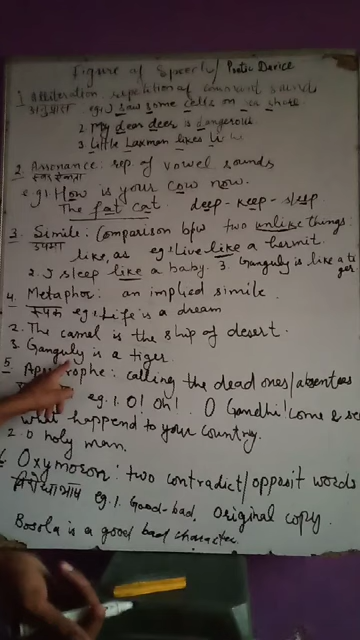 Figure of Speech / Poetic Device
1. Alliteration: repetition of consonant sound
अनुप्रास eg: 1) Saw some cells on shore
2. My dear deer is dangerous.
3. Little Laxman likes
2. Assonance: rep. of vowel sounds
e.g 1. How is your cow now.
The fat cat deep - keep - sleep
3. Simile: Comparison b/w two unlike things.
उपमा like, as eg: 1 live like a hermit.
2. I sleep like a baby. 3. Ganguly is like a tiger
4. Metaphor: an implied simile.
रूपक eg. 1. Life is a dream
2. The camel is the ship of desert.
3. Ganguly is a tiger.
5 Apostrophe: calling the dead ones/absentees
eg. 1. O! Oh! O Gandhi! come & see
what happend to your country.
2. O holy man.
6. Oxymoron: two contradict/opposit words
विरोधाभास eg. 1. Good-bad, Original copy.
Bosola is a good bad character.